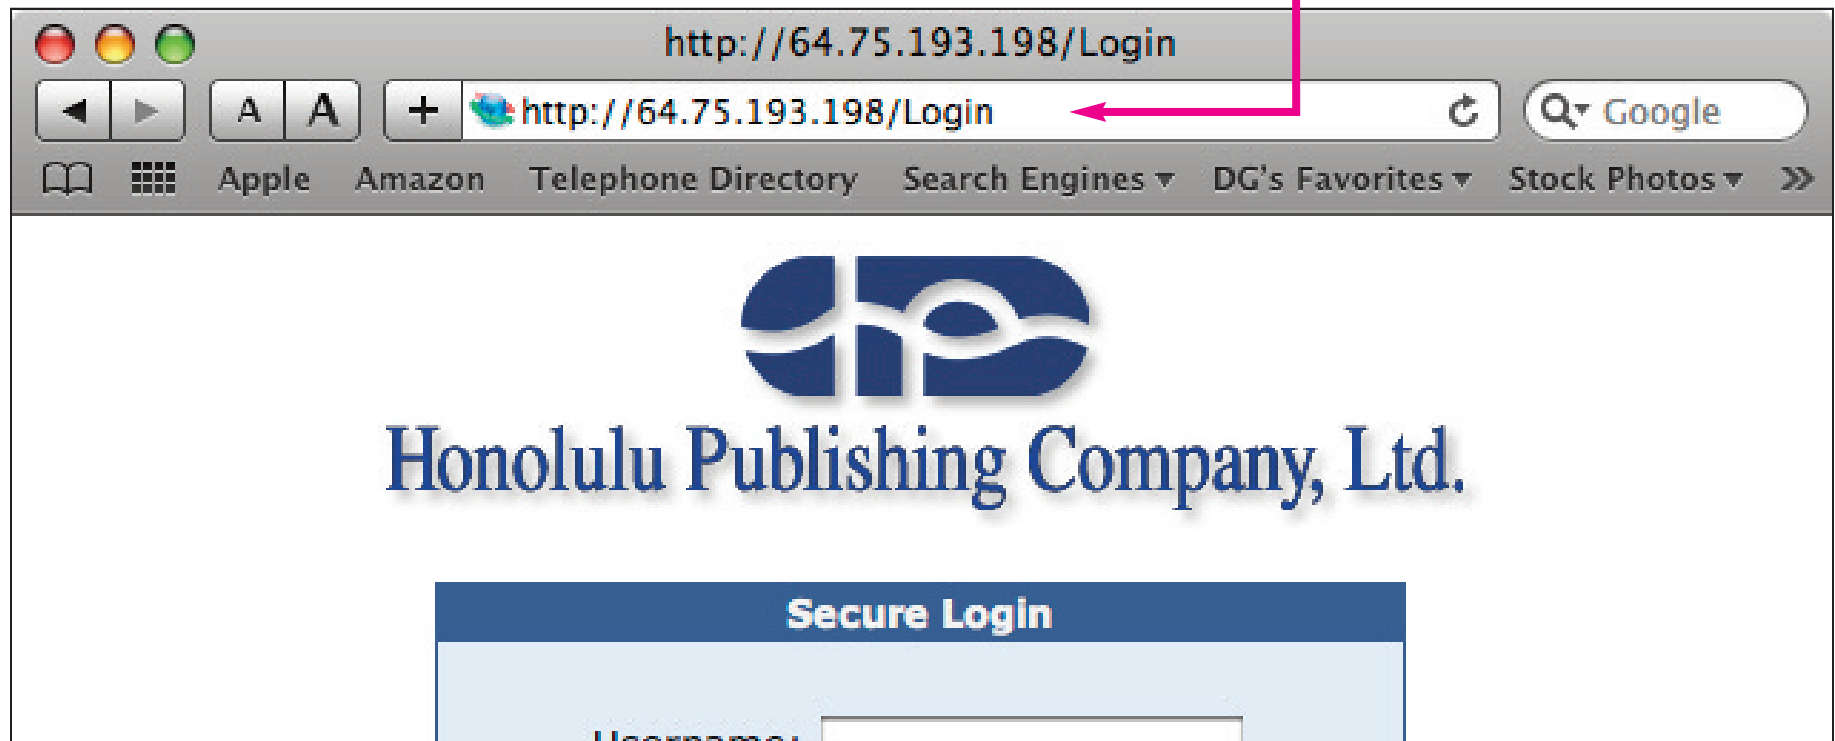 http://64.75.193.198/Login
A A + http://64.75.193.198/Login Google
Apple Amazon Telephone Directory Search Engines DG's Favorites Stock Photos
Honolulu Publishing Company, Ltd.
Secure Login
Username: